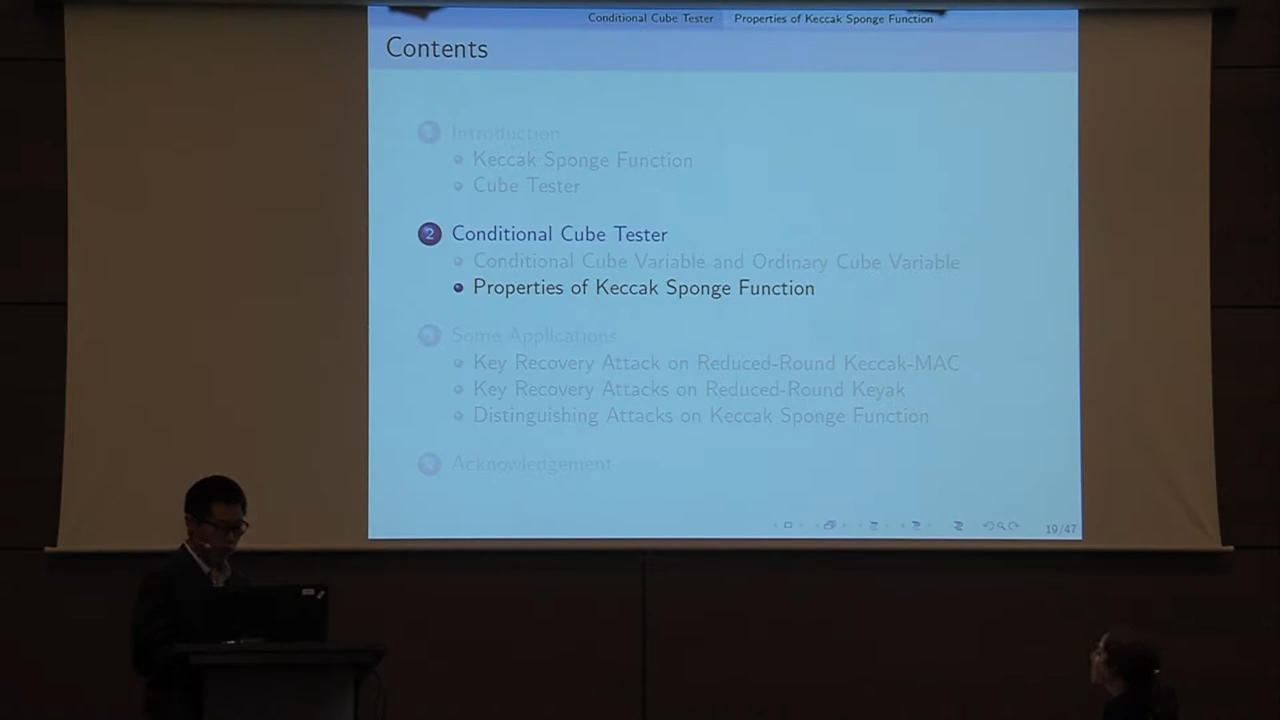 Conditional Cube Tester Properties of Keccak Sponge Function
Contents
Introduction
Keccak Sponge Function
Cube Tester
2 Conditional Cube Tester
Conditional Cube Variable and Ordinary Cube Variable
Properties of Keccak Sponge Function
Some Applications
Key Recovery Attack on Reduced-Round Keccak-MAC
Key Recovery Attacks on Reduced-Round Keyak
Distinguishing Attacks on Keccak Sponge Function
Acknowledgement
19/47